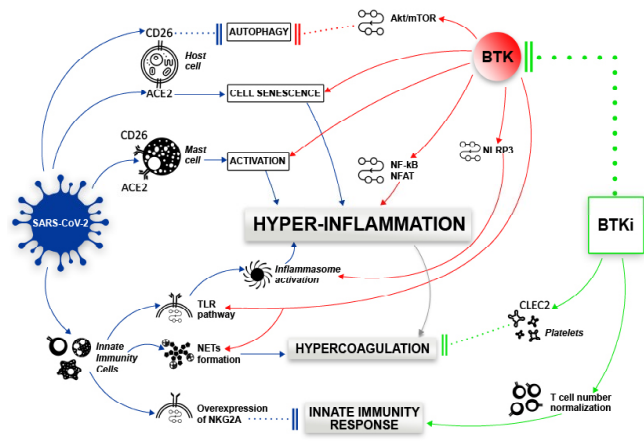 CD26
AUTOPHAGY
Akt/mTOR
BTK
Host
cell
ACE2
CELL SENESCENCE
CD26
Mast
cell
ACTIVATION
ACE2
NF-kB
NFAT
NLRP3
SARS-CoV-2
HYPER-INFLAMMATION
BTKi
Inflammasome
activation
TLR
pathway
CLEC2
Platelets
Innate
Immunity
Cells
NETs
formation
HYPERCOAGULATION
Overexpression
of NKG2A
INNATE IMMUNITY
RESPONSE
T cell number
normalization